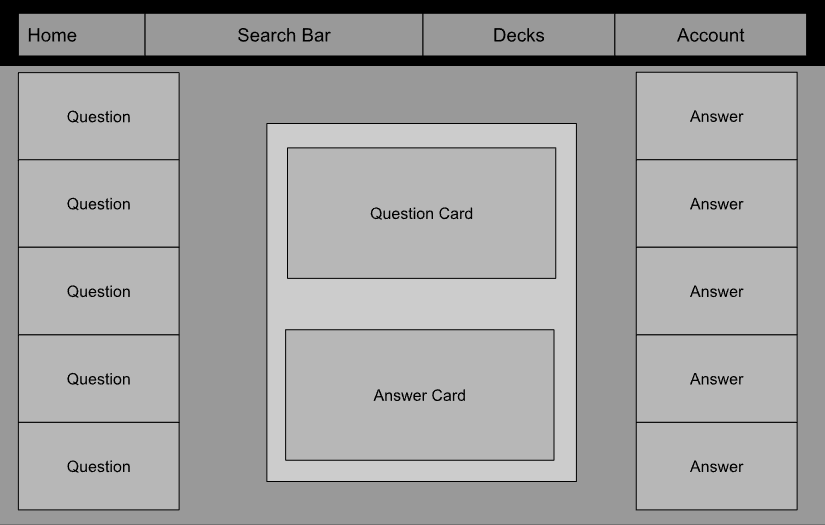 Home
Search Bar
Decks
Account
Question
Question
Question
Question
Question
Question Card
Answer Card
Answer
Answer
Answer
Answer
Answer